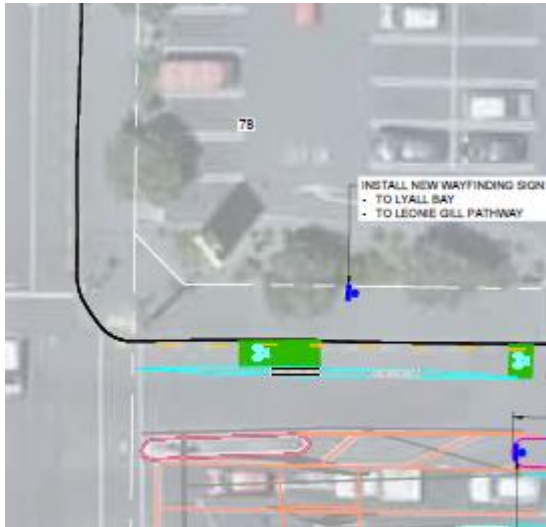 78
INSTALL NEW WAYFINDING SIGN
- TO LYALL BAY
- TO LEONIE GILL PATHWAY